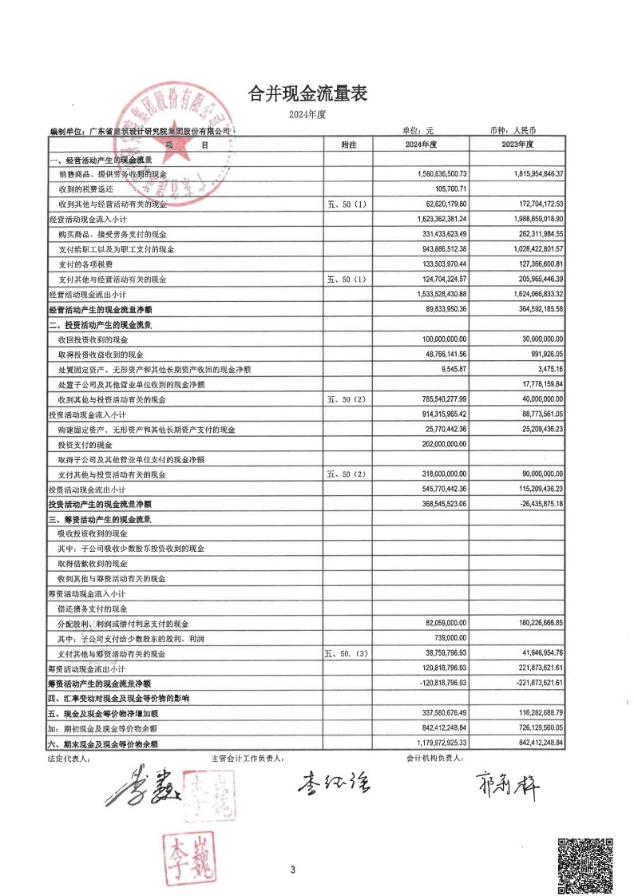 合并现金流量表
2024年度
编制单位：广东省建筑设计研究院集团股份有限公司 单位：元 币种：人民币
项 目 附注 2024年度 2023年度
一、经营活动产生的现金流量
销售商品、提供劳务收到的现金 1,560,636,500.73 1,815,954,846.37
收到的税费返还 105,700.71
收到其他与经营活动有关的现金 五、50（1） 62,620,179.80 172,704,172.53
经营活动现金流入小计 1,623,362,381.24 1,988,659,018.90
购买商品、接受劳务支付的现金 331,433,623.49 262,311,984.55
支付给职工以及为职工支付的现金 943,886,512.38 1,028,422,801.57
支付的各项税费 133,503,970.44 127,366,600.81
支付其他与经营活动有关的现金 五、50（1） 124,704,324.57 205,965,446.39
经营活动现金流出小计 1,533,528,430.88 1,624,066,833.32
经营活动产生的现金流量净额 89,833,950.36 364,592,185.58
二、投资活动产生的现金流量
收回投资收到的现金 100,000,000.00 30,000,000.00
取得投资收益收到的现金 48,766,141.56 991,926.05
处置固定资产、无形资产和其他长期资产收回的现金净额 9,545.87 3,475.16
处置子公司及其他营业单位收到的现金净额 17,778,159.84
收到其他与投资活动有关的现金 五、50（2） 765,540,277.99 40,000,000.00
投资活动现金流入小计 914,315,965.42 88,773,561.05
购建固定资产、无形资产和其他长期资产支付的现金 25,770,442.36 25,209,436.23
投资支付的现金 202,000,000.00
取得子公司及其他营业单位支付的现金净额
支付其他与投资活动有关的现金 五、50（2） 318,000,000.00 90,000,000.00
投资活动现金流出小计 545,770,442.36 115,209,436.23
投资活动产生的现金流量净额 368,545,523.06 -26,435,875.18
三、筹资活动产生的现金流量
吸收投资收到的现金
其中：子公司吸收少数股东投资收到的现金
取得借款收到的现金
收到其他与筹资活动有关的现金
筹资活动现金流入小计
偿还债务支付的现金
分配股利、利润或偿付利息支付的现金 82,059,000.00 180,226,666.85
其中：子公司支付给少数股东的股利、利润 739,000.00
支付其他与筹资活动有关的现金 五、50.（3） 38,759,796.93 41,646,954.76
筹资活动现金流出小计 120,818,796.93 221,873,621.61
筹资活动产生的现金流量净额 -120,818,796.93 -221,873,621.61
四、汇率变动对现金及现金等价物的影响
五、现金及现金等价物净增加额 337,560,676.49 116,282,688.79
加：期初现金及现金等价物余额 842,412,248.84 726,129,560.05
六、期末现金及现金等价物余额 1,179,972,925.33 842,412,248.84
法定代表人： 主管会计工作负责人： 会计机构负责人：
李巍
3